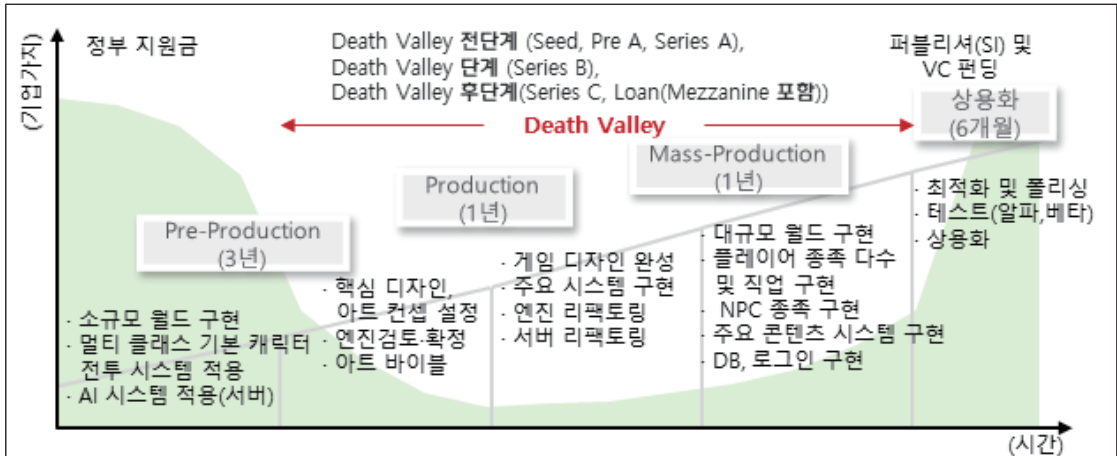 (기업가치)
정부 지원금
Death Valley 전단계 (Seed, Pre A, Series A),
Death Valley 단계 (Series B),
Death Valley 후단계(Series C, Loan(Mezzanine 포함))
퍼블리셔(SI) 및
VC 펀딩
Death Valley
상용화
(6개월)
Mass-Production
(1년)
Production
(1년)
Pre-Production
(3년)
· 소규모 월드 구현
· 멀티 클래스 기본 캐릭터
전투 시스템 적용
· AI 시스템 적용(서버)
· 핵심 디자인,
아트 컨셉 설정
· 엔진검토·확정
· 아트 바이블
· 게임 디자인 완성
· 주요 시스템 구현
· 엔진 리팩토링
· 서버 리팩토링
· 대규모 월드 구현
· 플레이어 종족 다수
및 직업 구현
· NPC 종족 구현
· 주요 콘텐츠 시스템 구현
· DB, 로그인 구현
· 최적화 및 폴리싱
· 테스트(알파,베타)
· 상용화
(시간)